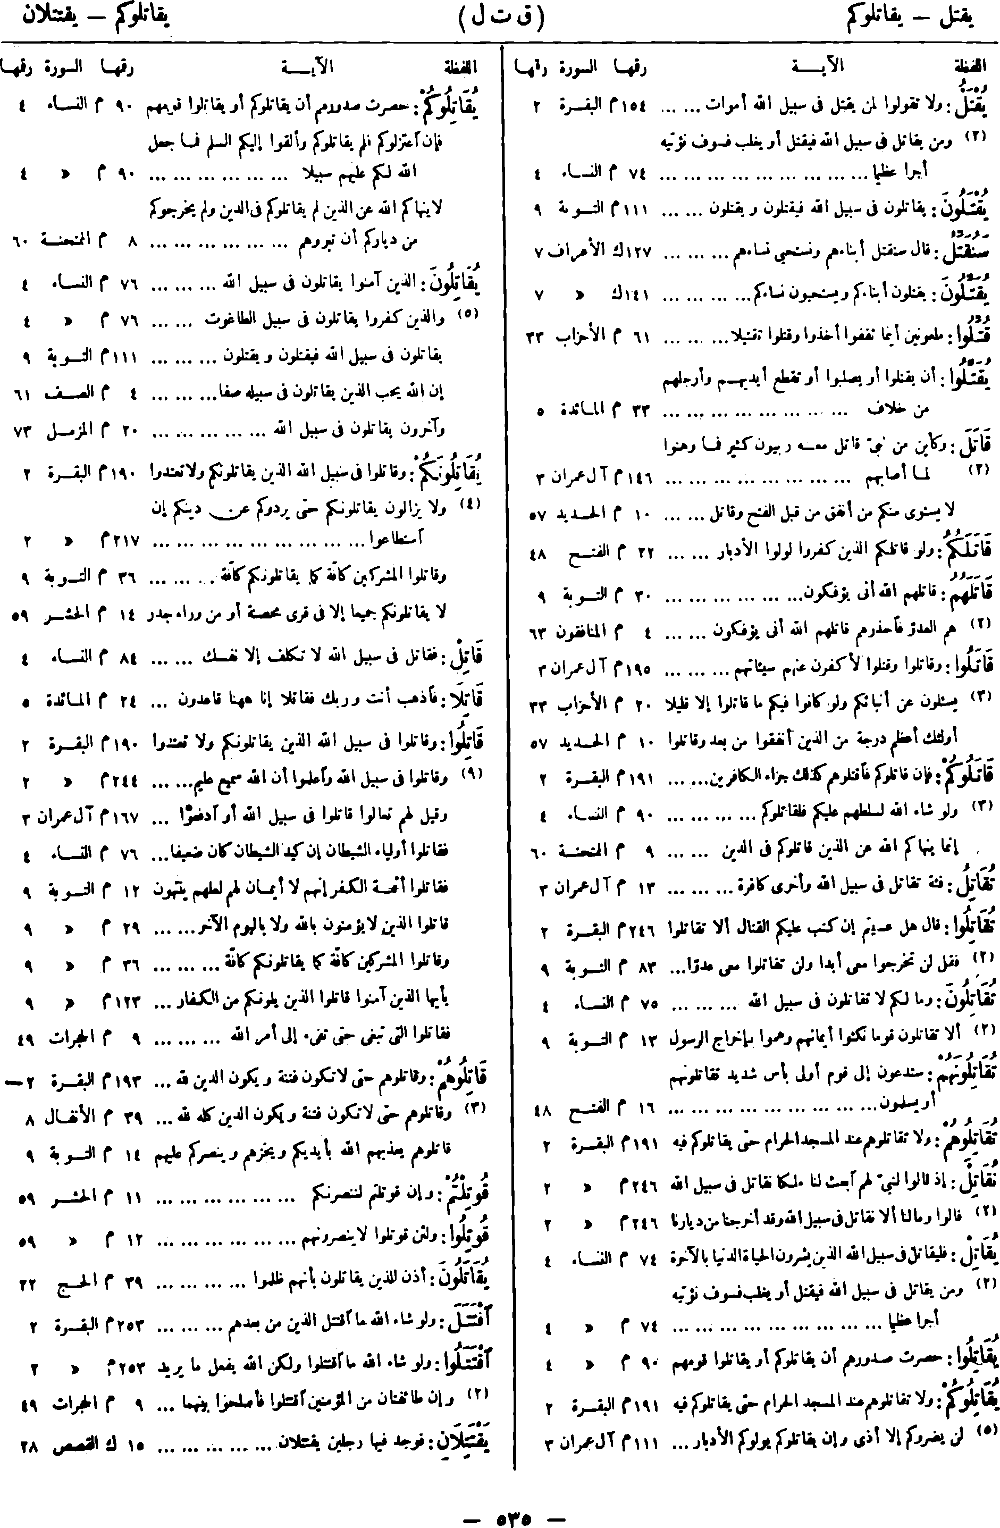 يقتل — يقاتلوكم
(ق ت ل)
يقاتلوكم — يقتتلان
اللفظة الآيــة رقمها السورة رقمها
يُقْتَلُ : ولا تقولوا لمن يقتل فى سبيل الله أموات ... ... ١٥٤ م البقرة ٢
(٢) ومن يقاتل فى سبيل الله فيقتل أو يغلب فسوف نؤتيه
أجرا عظيما ... ... ... ... ... ... ... ٧٤ م النساء ٤
يُقْتَلُونَ : يقاتلون فى سبيل الله فيقتلون و يقتلون ... ... ١١١ م التوبة ٩
سَنُقَتِّلُ : قال سنقتل أبناءهم ونستحيى نساءهم ... ... ... ١٢٧ ك الأعراف ٧
يُقَتِّلُونَ : يقتلون أبناءكم ويستحيون نساءكم ... ... ... ١٤١ ك » ٧
قُتِّلُوا : ملعونين أينما ثقفوا أخذوا وقتلوا تقتيلا ... ... ... ٦١ م الأحزاب ٣٣
يُقَتَّلُوا : أن يقتلوا أو يصلبوا أو تقطع أيديهم وأرجلهم
من خلاف ... ... ... ... ... ... ... ٣٣ م المائدة ٥
قَاتَلَ : وكأين من نبىّ قاتل معه ربيون كثير فما وهنوا
(٢) لما أصابهم ... ... ... ... ... ... ... ١٤٦ م آل عمران ٣
لا يستوى منكم من أنفق من قبل الفتح وقاتل ... ... ١٠ م الحديد ٥٧
قَاتَلَكُمُ : ولو قاتلكم الذين كفروا لولوا الأدبار ... ... ٢٢ م الفتح ٤٨
قَاتَلَهُمُ : قاتلهم الله أنى يؤفكون ... ... ... ... ... ٣٠ م التوبة ٩
(٢) هم العدوّ فاحذرهم قاتلهم الله أنى يؤفكون ... ... ٤ م المنافقون ٦٣
قَاتَلُوا : وقاتلوا وقتلوا لأكفرن عنهم سيئاتهم ... ... ... ١٩٥ م آل عمران ٣
(٣) يسئلون عن أنبائكم ولو كانوا فيكم ما قاتلوا إلا قليلا ٢٠ م الأحزاب ٣٣
أولئك أعظم درجة من الذين أنفقوا من بعد وقاتلوا ١٠ م الحديد ٥٧
قَاتَلُوكُمْ : فإن قاتلوكم فاقتلوهم كذلك جزاء الكافرين ... ... ١٩١ م البقرة ٢
(٣) ولو شاء الله لسلطهم عليكم فلقاتلوكم ... ... ... ... ٩٠ م النساء ٤
إنما ينهاكم الله عن الذين قاتلوكم فى الدين ... ... ٩ م الممتحنة ٦٠
تُقَاتِلُ : فئة تقاتل فى سبيل الله وأخرى كافرة ... ... ... ١٣ م آل عمران ٣
تُقَاتِلُوا : قال هل عسيتم إن كتب عليكم القتال ألا تقاتلوا ٢٤٦ م البقرة ٢
(٢) فقل لن تخرجوا معى أبدا ولن تقاتلوا معى عدوّا ... ٨٣ م التوبة ٩
تُقَاتِلُونَ : وما لكم لا تقاتلون فى سبيل الله ... ... ... ٧٥ م النساء ٤
(٢) ألا تقاتلون قوما نكثوا أيمانهم وهموا بإخراج الرسول ١٣ م التوبة ٩
تُقَاتِلُونَهُمْ : ستدعون إلى قوم أولى بأس شديد تقاتلونهم
أو يسلمون ... ... ... ... ... ... ... ... ١٦ م الفتح ٤٨
تُقَاتِلُوهُمْ : ولا تقاتلوهم عند المسجد الحرام حتى يقاتلوكم فيه ١٩١ م البقرة ٢
نُقَاتِلْ : إذ قالوا لنبىّ لهم ابعث لنا ملكا نقاتل فى سبيل الله ٢٤٦ م » ٢
(٢) قالوا وما لنا ألا نقاتل فى سبيل الله وقد أخرجنا من ديارنا ٢٤٦ م » ٢
يُقَاتِلْ : فليقاتل فى سبيل الله الذين يشرون الحياة الدنيا بالآخرة ٧٤ م النساء ٤
(٢) ومن يقاتل فى سبيل الله فيقتل أو يغلب فسوف نؤتيه
أجرا عظيما ... ... ... ... ... ... ... ... ٧٤ م » ٤
يُقَاتِلُوا : حصرت صدورهم أن يقاتلوكم أو يقاتلوا قومهم ٩٠ م » ٤
يُقَاتِلُوكُمْ : ولا تقاتلوهم عند المسجد الحرام حتى يقاتلوكم فيه ١٩١ م البقرة ٢
(٥) لن يضروكم إلا أذى وإن يقاتلوكم يولوكم الأدبار ... ١١١ م آل عمران ٣
اللفظة الآيــة رقمها السورة رقمها
يُقَاتِلُوكُمْ : حصرت صدورهم أن يقاتلوكم أو يقاتلوا قومهم ٩٠ م النساء ٤
فإن اعتزلوكم فلم يقاتلوكم وألقوا إليكم السلم فما جعل
الله لكم عليهم سبيلا ... ... ... ... ... ... ٩٠ م » ٤
لا ينهاكم الله عن الذين لم يقاتلوكم فى الدين ولم يخرجوكم
من دياركم أن تبروهم ... ... ... ... ... ... ٨ م الممتحنة ٦٠
يُقَاتِلُونَ : الذين آمنوا يقاتلون فى سبيل الله ... ... ... ٧٦ م النساء ٤
(٥) والذين كفروا يقاتلون فى سبيل الطاغوت ... ... ٧٦ م » ٤
يقاتلون فى سبيل الله فيقتلون و يقتلون ... ... ... ١١١ م التوبة ٩
إن الله يحب الذين يقاتلون فى سبيله صفا ... ... ... ٤ م الصف ٦١
وآخرون يقاتلون فى سبيل الله ... ... ... ... ... ٢٠ م المزمل ٧٣
يُقَاتِلُونَكُمْ : وقاتلوا فى سبيل الله الذين يقاتلونكم ولا تعتدوا ١٩٠ م البقرة ٢
(٤) ولا يزالون يقاتلونكم حتى يردوكم عن دينكم إن
استطاعوا ... ... ... ... ... ... ... ... ... ٢١٧ م » ٢
وقاتلوا المشركين كافّة كما يقاتلونكم كافّة ... ... ... ٣٦ م التوبة ٩
لا يقاتلونكم جميعا إلا فى قرى محصنة أو من وراء جدر ١٤ م الحشر ٥٩
قَاتِلْ : فقاتل فى سبيل الله لا تكلف إلا نفسك ... ... ٨٤ م النساء ٤
قَاتِلَا : فاذهب أنت وربك فقاتلا إنا ههنا قاعدون ... ... ٢٤ م المائدة ٥
قَاتِلُوا : وقاتلوا فى سبيل الله الذين يقاتلونكم ولا تعتدوا ١٩٠ م البقرة ٢
(٩) وقاتلوا فى سبيل الله واعلموا أن الله سميع عليم ... ... ٢٤٤ م » ٢
وقيل لهم تعالوا قاتلوا فى سبيل الله أو ادفعوا ... ١٦٧ م آل عمران ٣
فقاتلوا أولياء الشيطان إن كيد الشيطان كان ضعيفا ... ٧٦ م النساء ٤
فقاتلوا أئمة الكفر إنهم لا أيمان لهم لعلهم ينتهون ١٢ م التوبة ٩
قاتلوا الذين لا يؤمنون بالله ولا باليوم الآخر ... ... ٢٩ م » ٩
وقاتلوا المشركين كافّة كما يقاتلونكم كافّة ... ... ... ٣٦ م » ٩
يأيها الذين آمنوا قاتلوا الذين يلونكم من الكفار ... ... ١٢٣ م » ٩
فقاتلوا التى تبغى حتى تفىء إلى أمر الله ... ... ... ٩ م الحجرات ٤٩
قَاتِلُوهُمْ : وقاتلوهم حتى لا تكون فتنة و يكون الدين لله ... ١٩٣ م البقرة ٢—
(٣) وقاتلوهم حتى لا تكون فتنة و يكون الدين كله لله ... ٣٩ م الأنفال ٨
قاتلوهم يعذبهم الله بأيديكم ويخزهم وينصركم عليهم ١٤ م التوبة ٩
قُوتِلْتُمْ : وإن قوتلتم لننصرنكم ... ... ... ... ... ... ١١ م الحشر ٥٩
قُوتِلُوا : ولئن قوتلوا لا ينصرونهم ... ... ... ... ... ... ١٢ م » ٥٩
يُقَاتَلُونَ : أذن للذين يقاتلون بأنهم ظلموا ... ... ... ... ٣٩ م الحج ٢٢
اقْتَتَلَ : ولو شاء الله ما اقتتل الذين من بعدهم ... ... ... ٢٥٣ م البقرة ٢
اقْتَتَلُوا : ولو شاء الله ما اقتتلوا ولكن الله يفعل ما يريد ٢٥٣ م » ٢
(٢) وإن طائفتان من المؤمنين اقتتلوا فأصلحوا بينهما ... ٩ م الحجرات ٤٩
يَقْتَتِلَانِ : فوجد فيها رجلين يقتتلان ... ... ... ... ... ١٥ ك القصص ٢٨
— ٥٣٥ —